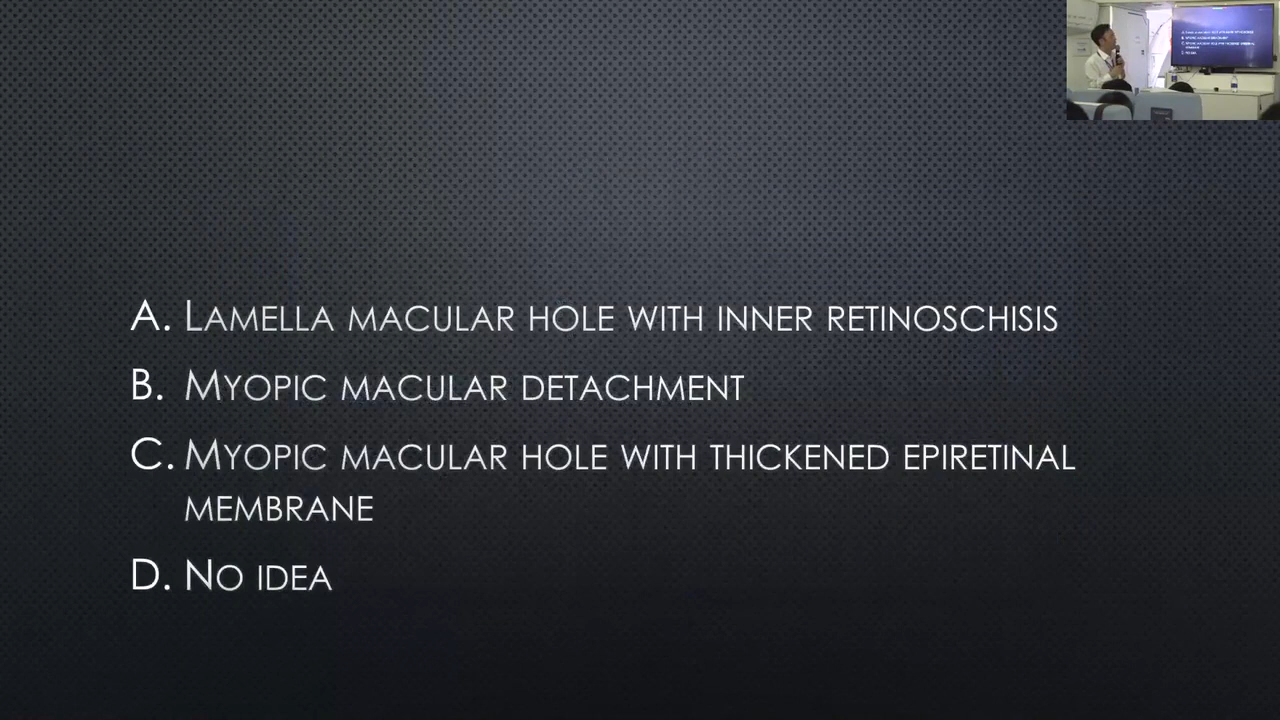 A. Lamella macular hole with inner retinoschisis
B. Myopic macular detachment
C. Myopic macular hole with thickened epiretinal
membrane
D. No idea